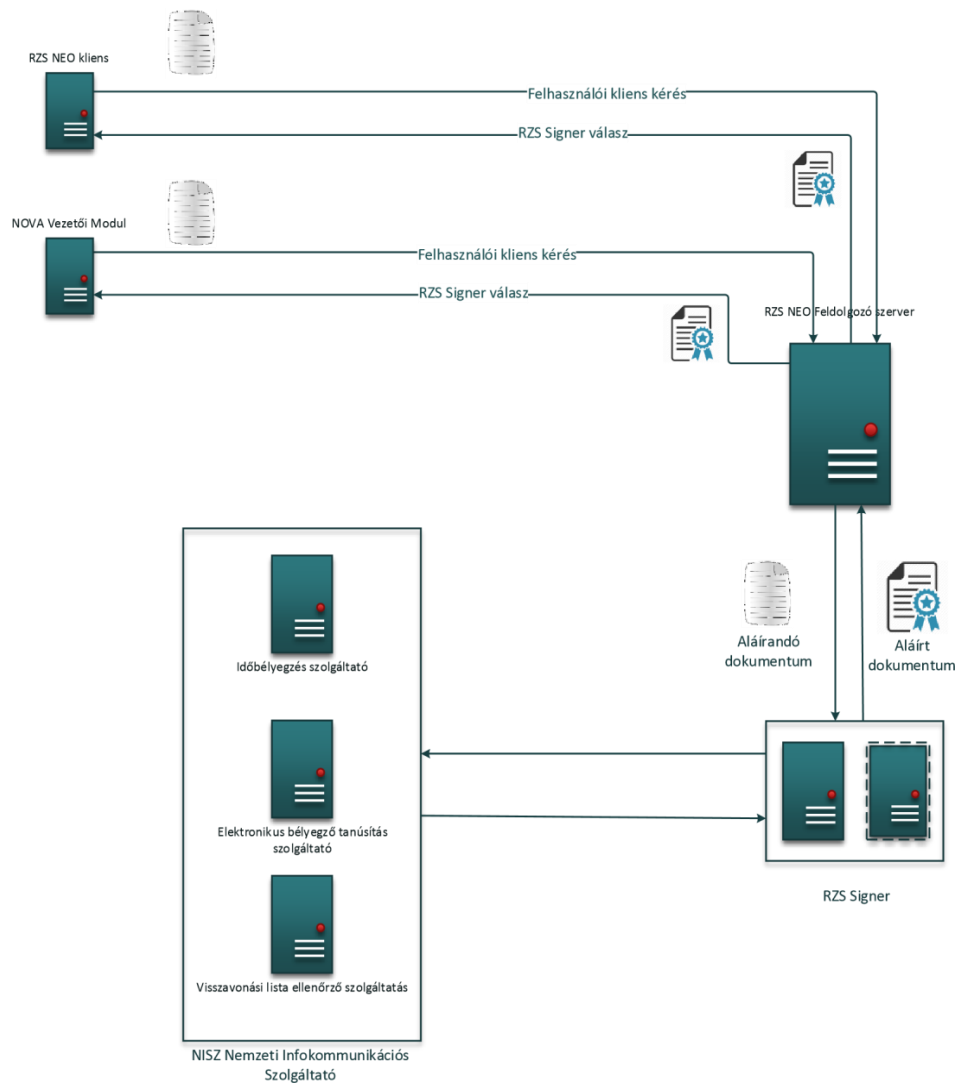 RZS NEO kliens
Felhasználói kliens kérés
RZS Signer válasz
NOVA Vezetői Modul
Felhasználói kliens kérés
RZS Signer válasz
RZS NEO Feldolgozó szerver
Időbélyegzés szolgáltató
Aláírandó
dokumentum
Aláírt
dokumentum
Elektronikus bélyegző tanúsítás
szolgáltató
Visszavonási lista ellenőrző szolgáltatás
RZS Signer
NISZ Nemzeti Infokommunikációs
Szolgáltató